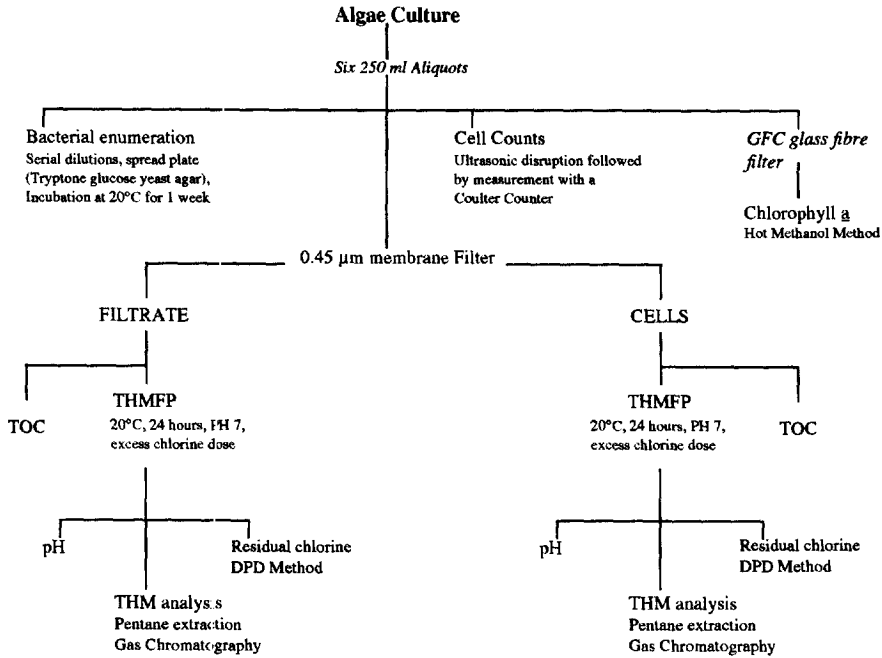 Algae Culture
Six 250 ml Aliquots
Bacterial enumeration
Serial dilutions, spread plate
(Tryptone glucose yeast agar),
Incubation at 20°C for 1 week
Cell Counts
Ultrasonic disruption followed
by measurement with a
Coulter Counter
GFC glass fibre
filter
Chlorophyll a
Hot Methanol Method
0.45 µm membrane Filter
FILTRATE
CELLS
TOC
THMFP
20°C, 24 hours, PH 7,
excess chlorine dose
THMFP
20°C, 24 hours, PH 7,
excess chlorine dose
TOC
pH
Residual chlorine
DPD Method
THM analysis
Pentane extraction
Gas Chromatography
pH
Residual chlorine
DPD Method
THM analysis
Pentane extraction
Gas Chromatography